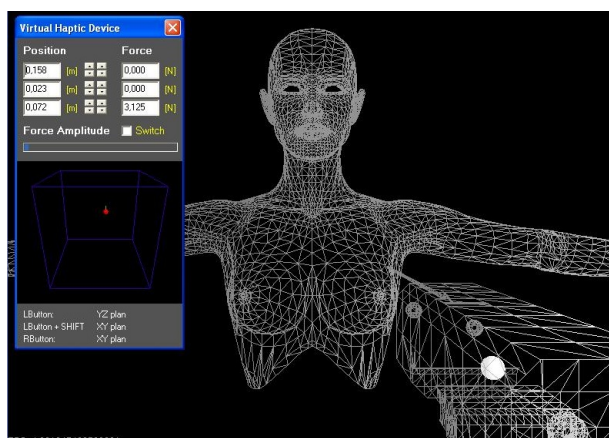 Virtual Haptic Device
Position Force
0,158 [m] 0,000 [N]
0,023 [m] 0,000 [N]
0,072 [m] 3,125 [N]
Force Amplitude Switch
LButton: YZ plan
LButton + SHIFT XY plan
RButton: XY plan